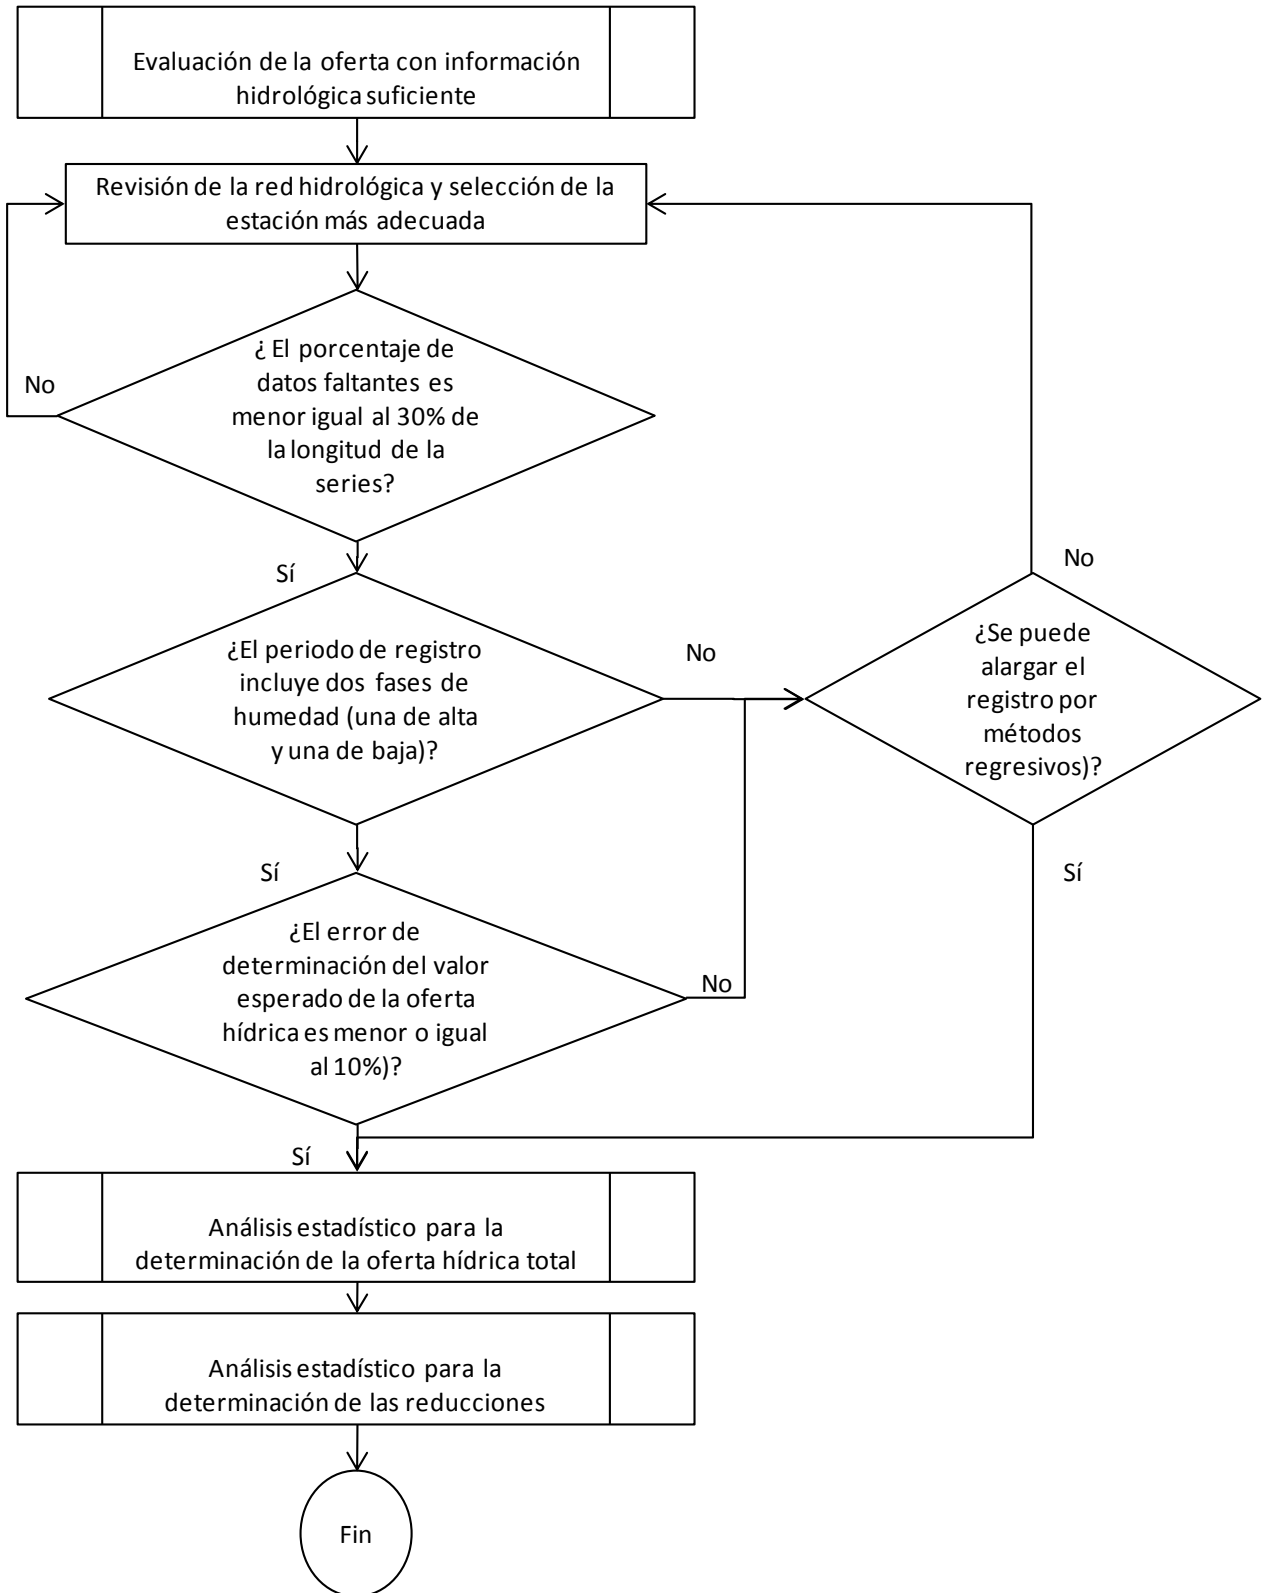 Evaluación de la oferta con información
hidrológica suficiente
Revisión de la red hidrológica y selección de la
estación más adecuada
¿ El porcentaje de
datos faltantes es
menor igual al 30% de
la longitud de la
series?
No
Sí
¿El periodo de registro
incluye dos fases de
humedad (una de alta
y una de baja)?
No
¿Se puede
alargar el
registro por
métodos
regresivos)?
No
Sí
Sí
¿El error de
determinación del valor
esperado de la oferta
hídrica es menor o igual
al 10%)?
No
Sí
Análisis estadístico para la
determinación de la oferta hídrica total
Análisis estadístico para la
determinación de las reducciones
Fin